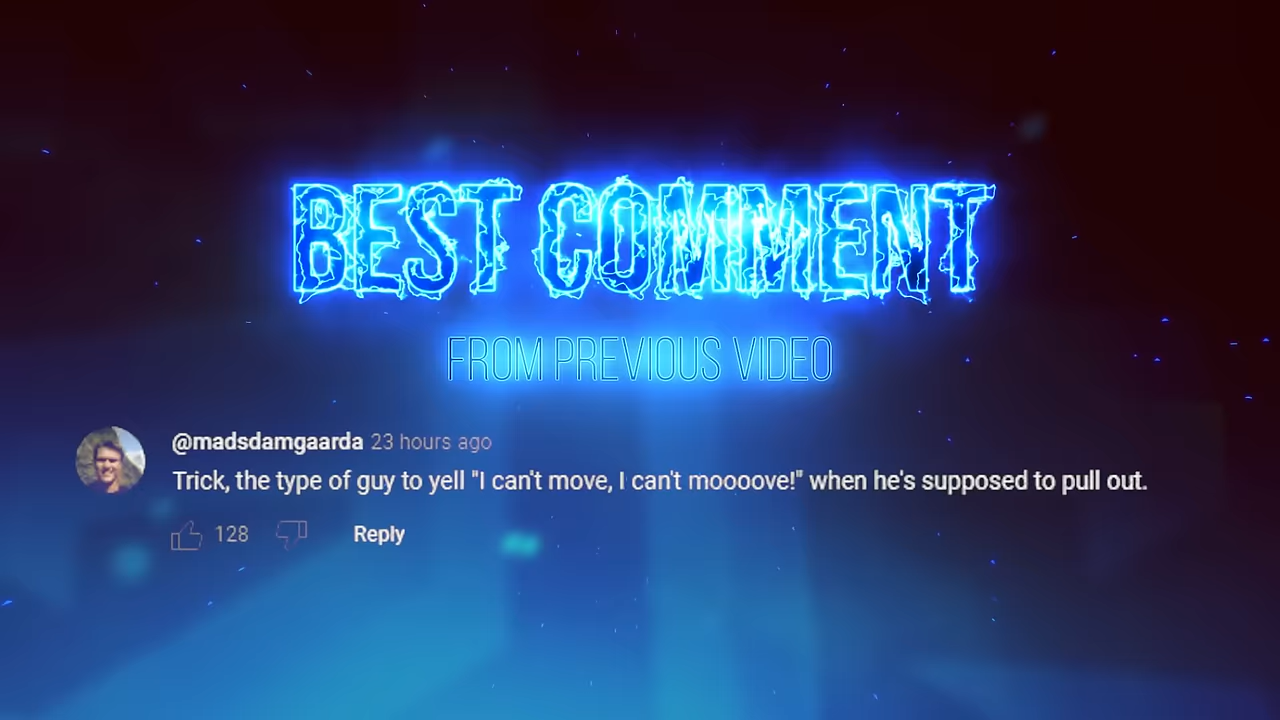 BEST COMMENT
FROM PREVIOUS VIDEO
@madsdamgaarda 23 hours ago
Trick, the type of guy to yell "I can't move, I can't moooove!" when he's supposed to pull out.
128 Reply